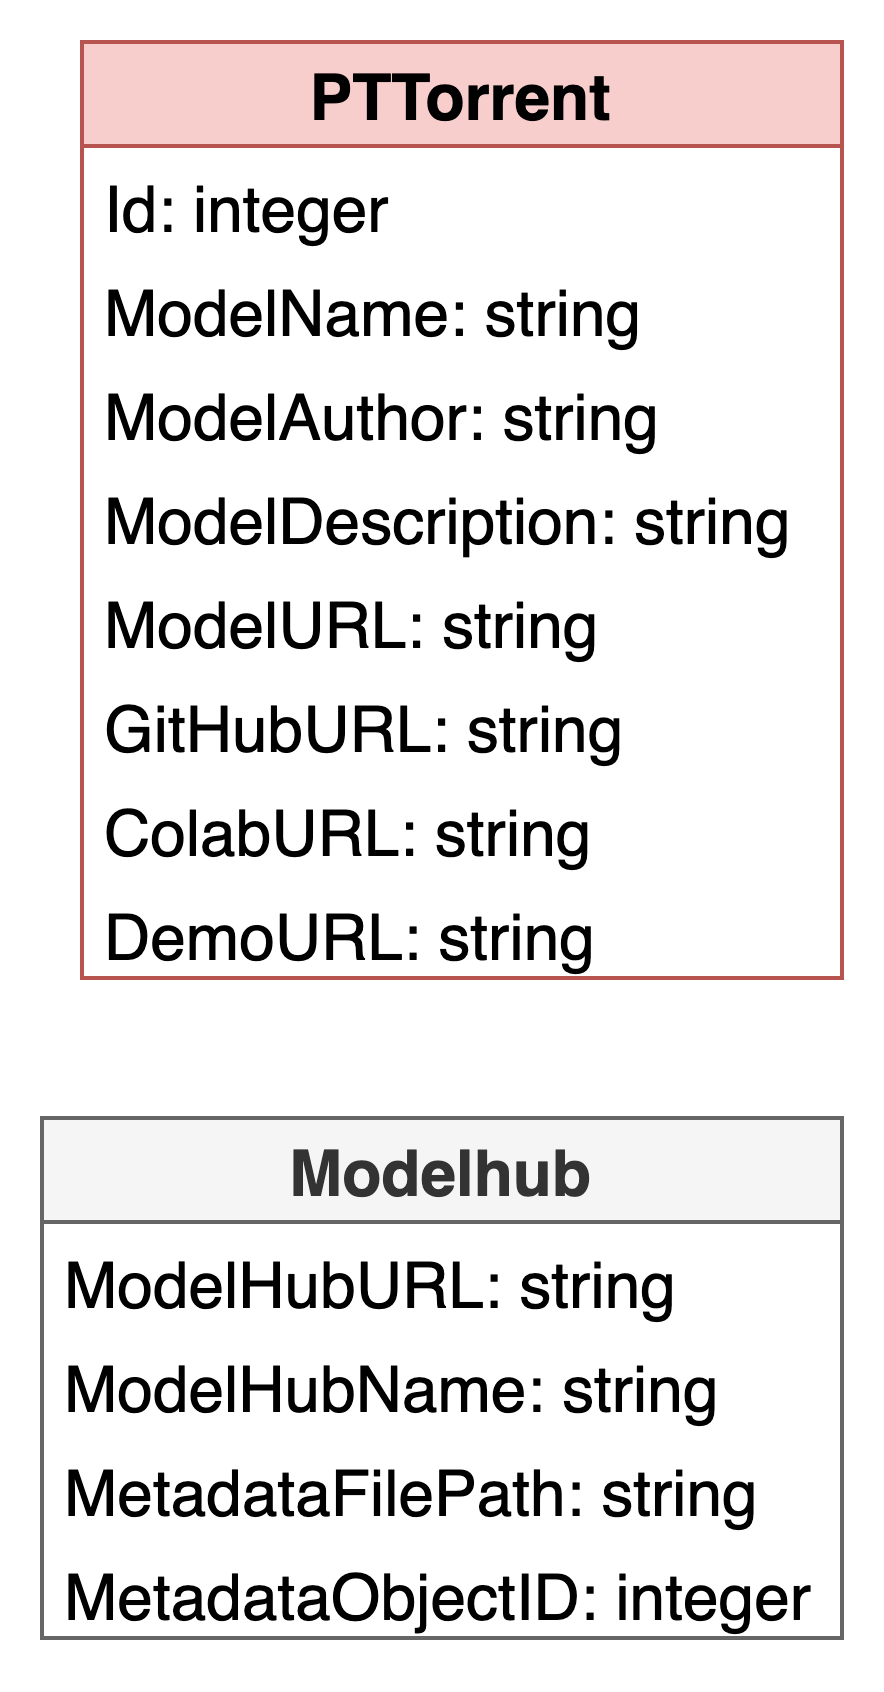 PTTorrent
Id: integer
ModelName: string
ModelAuthor: string
ModelDescription: string
ModelURL: string
GitHubURL: string
ColabURL: string
DemoURL: string
Modelhub
ModelHubURL: string
ModelHubName: string
MetadataFilePath: string
MetadataObjectID: integer